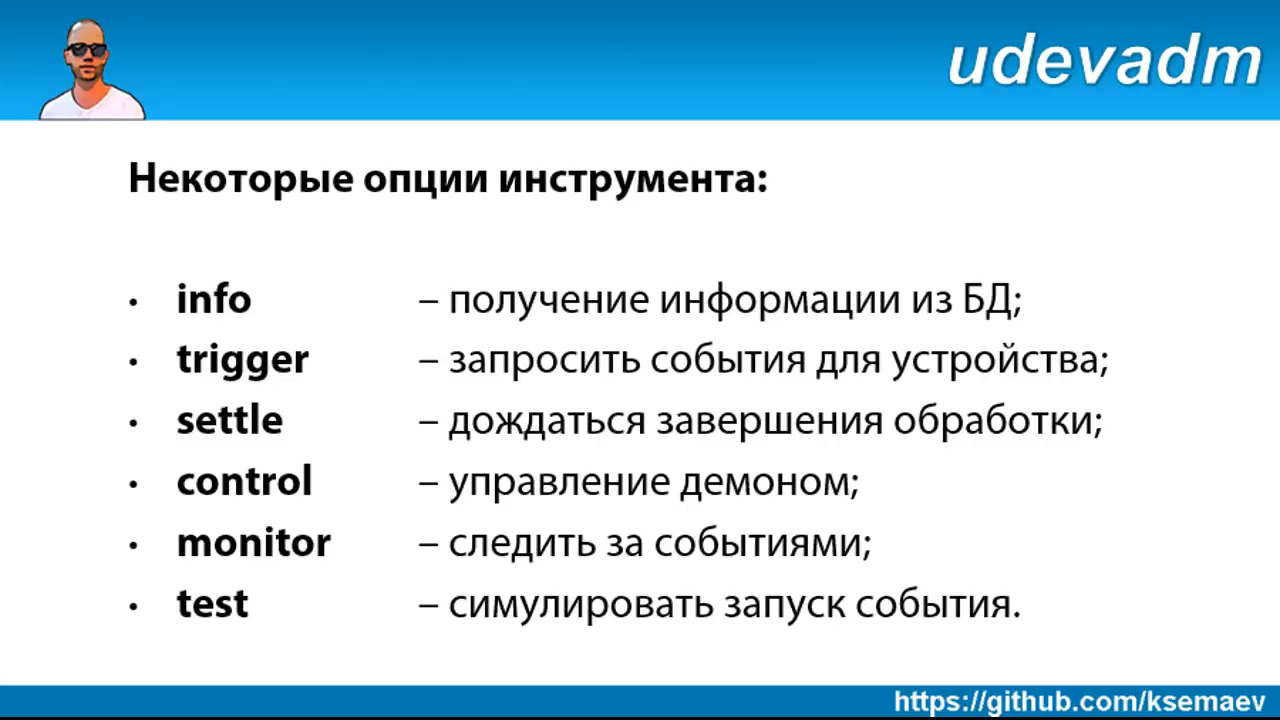 udevadm
Некоторые опции инструмента:
• info – получение информации из БД;
• trigger – запросить события для устройства;
• settle – дождаться завершения обработки;
• control – управление демоном;
• monitor – следить за событиями;
• test – симулировать запуск события.
https://github.com/ksemaev